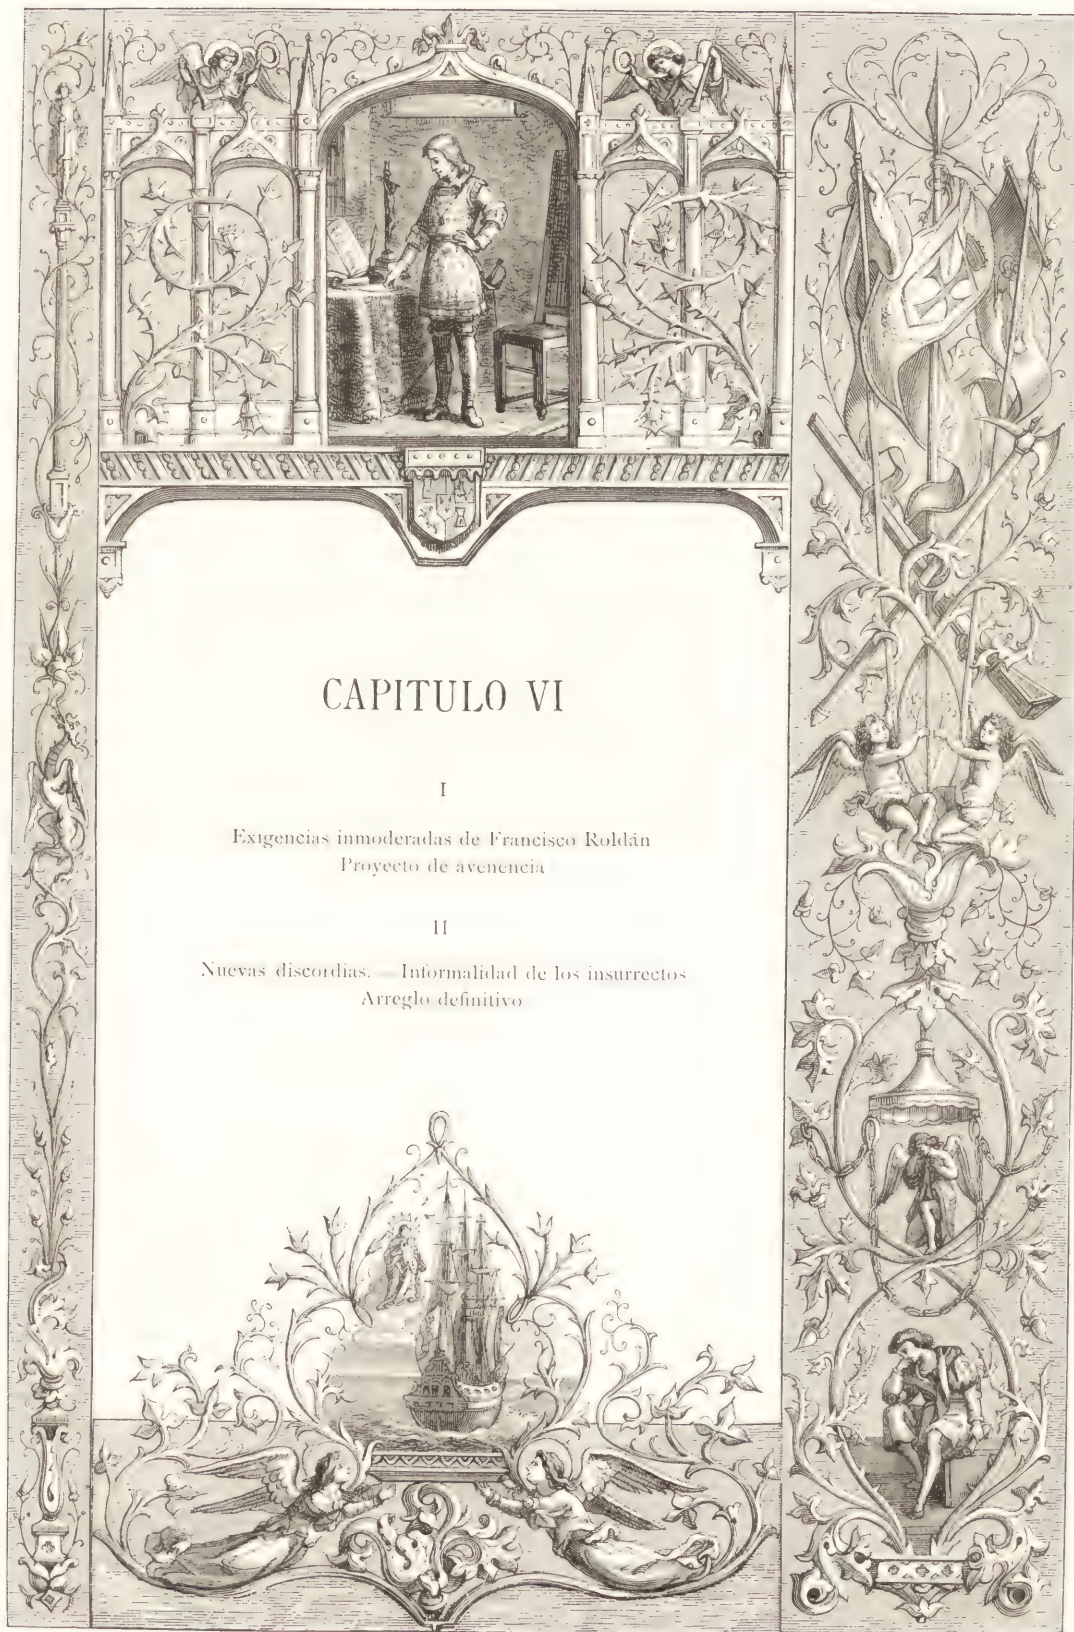 CAPITULO VI
I
Exigencias inmoderadas de Francisco Roldán
Proyecto de avenencia
II
Nuevas discordias. — Informalidad de los insurrectos
Arreglo definitivo